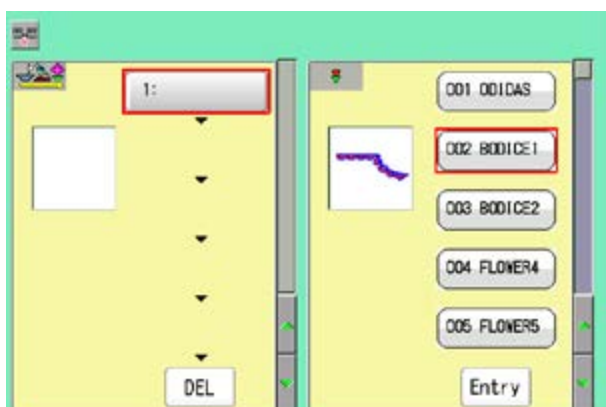 1:
DEL
001 ODIDAS
002 BODICE1
003 BODICE2
004 FLOWER4
005 FLOWER5
Entry